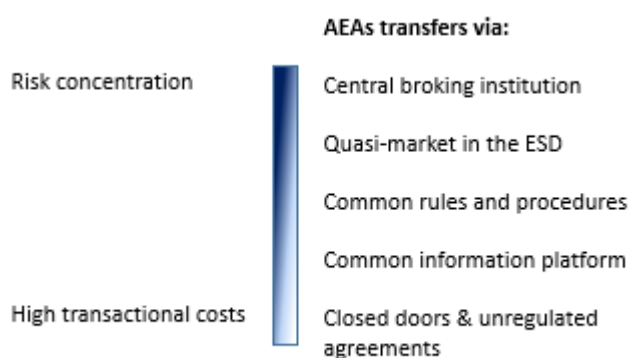 AEAs transfers via:
Risk concentration
Central broking institution
Quasi-market in the ESD
Common rules and procedures
Common information platform
High transactional costs
Closed doors & unregulated
agreements